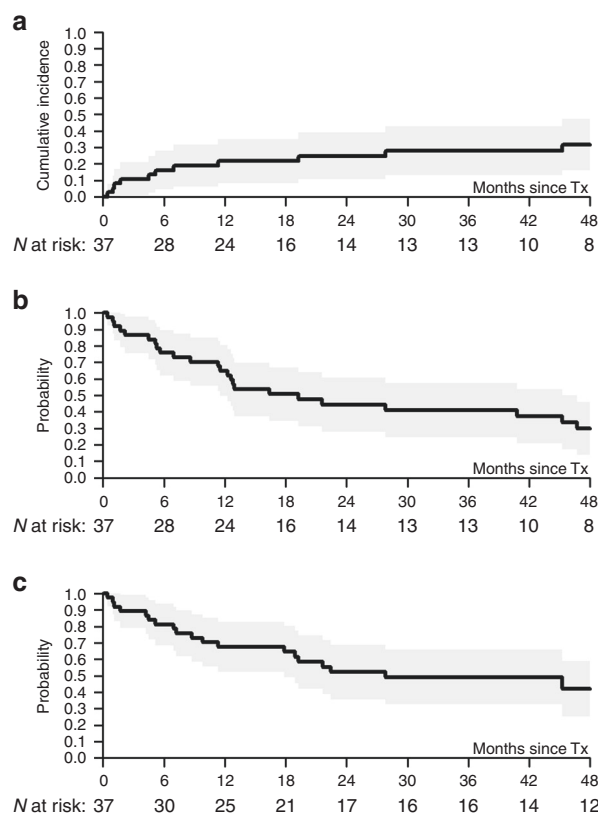 a
Cumulative incidence
1.0
0.9
0.8
0.7
0.6
0.5
0.4
0.3
0.2
0.1
0.0
Months since Tx
0 6 12 18 24 30 36 42 48
N at risk: 37 28 24 16 14 13 13 10 8
b
Probability
1.0
0.9
0.8
0.7
0.6
0.5
0.4
0.3
0.2
0.1
0.0
Months since Tx
0 6 12 18 24 30 36 42 48
N at risk: 37 28 24 16 14 13 13 10 8
c
Probability
1.0
0.9
0.8
0.7
0.6
0.5
0.4
0.3
0.2
0.1
0.0
Months since Tx
0 6 12 18 24 30 36 42 48
N at risk: 37 30 25 21 17 16 16 14 12